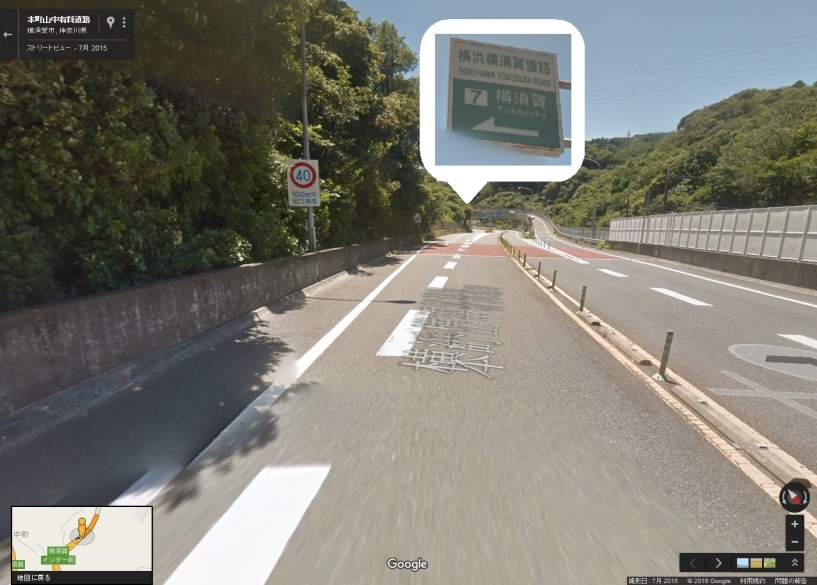 本町山中有料道路
横須賀市, 神奈川県
ストリートビュー - 7月 2015
横浜横須賀道路
YOKOHAMA YOKOSUKA ROAD
7 横須賀
Yokosuka
40
100m先
出口速度
中町
横須賀
インター前
地図に戻る
Google
撮影日: 7月 2015 © 2016 Google 利用規約 問題の報告